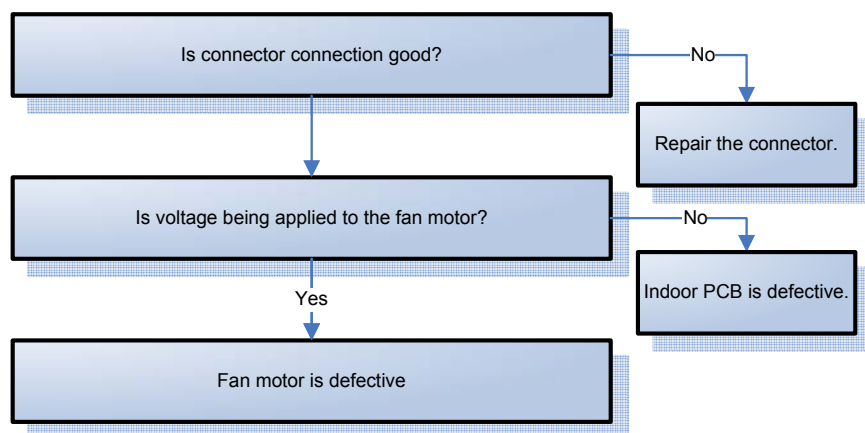 Is connector connection good?
No
Repair the connector.
Is voltage being applied to the fan motor?
No
Indoor PCB is defective.
Yes
Fan motor is defective